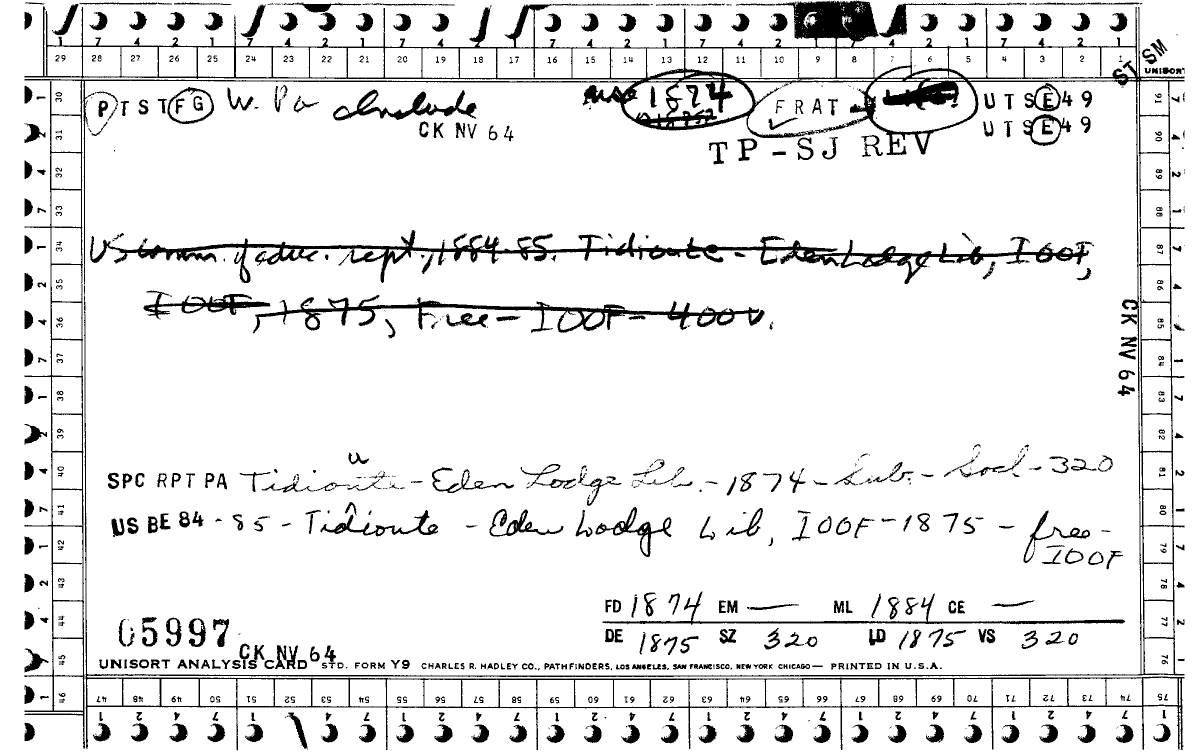 7 4 2 1 7 4 2 1 7 4 2 1 7 4 2 1 7 4 2 1 7 4 2 1 7 4 2 1
29 28 27 26 25 24 23 22 21 20 19 18 17 16 15 14 13 12 11 10 9 8 7 6 5 4 3 2 1
ST SM
UNISORT
P T S T F G W. Pa Include
CK NV 64
use 1874
FRAT
U T S E 4 9
U T S E 4 9
TP-SJ REV
US comm. of educ. rept., 1884-85. Tidioute - Eden Lodge Lib, IOOF,
IOOF, 1875, Free - IOOF - 400 v.
CK NV 64
u
SPC RPT PA Tidioute - Eden Lodge Lib. - 1874 - Sub. - Socl - 320
US BE 84 - 85 - Tidioute - Eden Lodge Lib, IOOF - 1875 - free -
IOOF
FD 1874 EM — ML 1884 CE —
DE 1875 SZ 320 LD 1875 VS 320
05997
CK NV 64
UNISORT ANALYSIS CARD STD. FORM Y9 CHARLES R. HADLEY CO., PATHFINDERS, LOS ANGELES, SAN FRANCISCO, NEW YORK CHICAGO — PRINTED IN U.S.A.
30 31 32 33 34 35 36 37 38 39 40 41 42 43 44 45 46
91 90 89 88 87 86 85 84 83 82 81 80 79 78 77 76 75
47 48 49 50 51 52 53 54 55 56 57 58 59 60 61 62 63 64 65 66 67 68 69 70 71 72 73 74
1 2 4 7 1 2 4 7 1 2 4 7 1 2 4 7 1 2 4 7 1 2 4 7 1 2 4 7